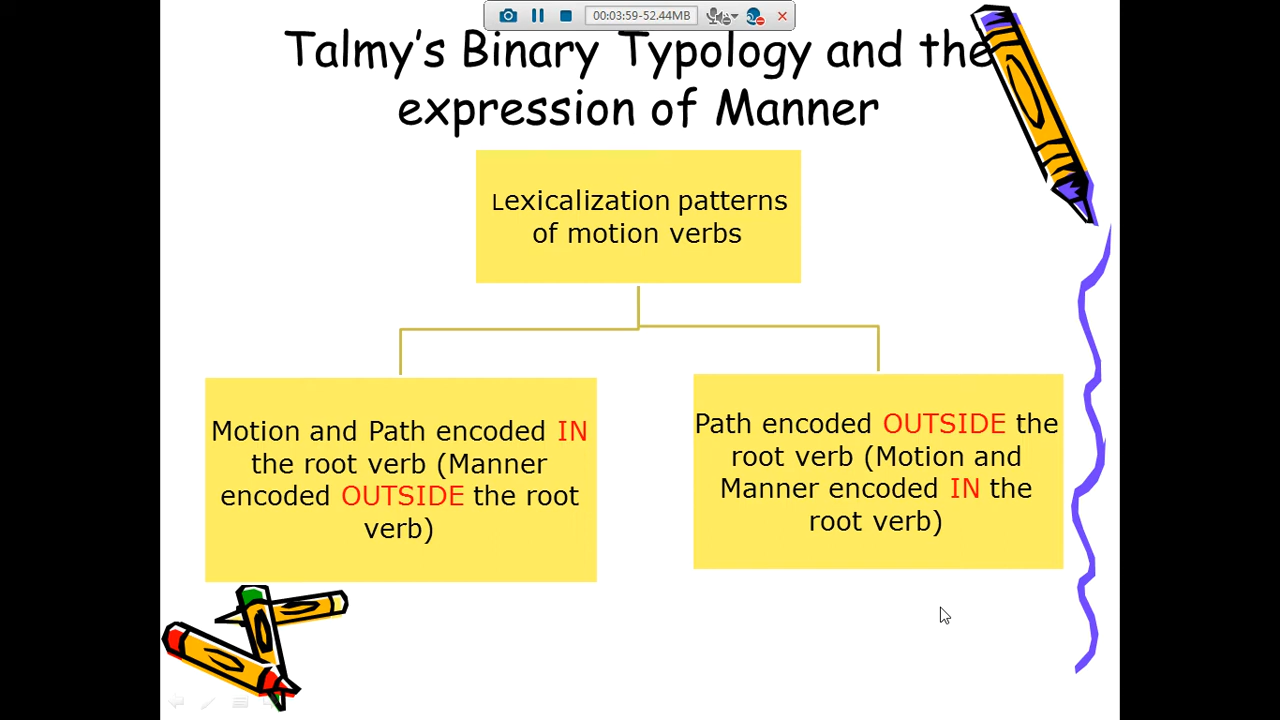 00:03:59-52.44MB
Talmy's Binary Typology and the
expression of Manner
Lexicalization patterns
of motion verbs
Motion and Path encoded IN
the root verb (Manner
encoded OUTSIDE the root
verb)
Path encoded OUTSIDE the
root verb (Motion and
Manner encoded IN the
root verb)